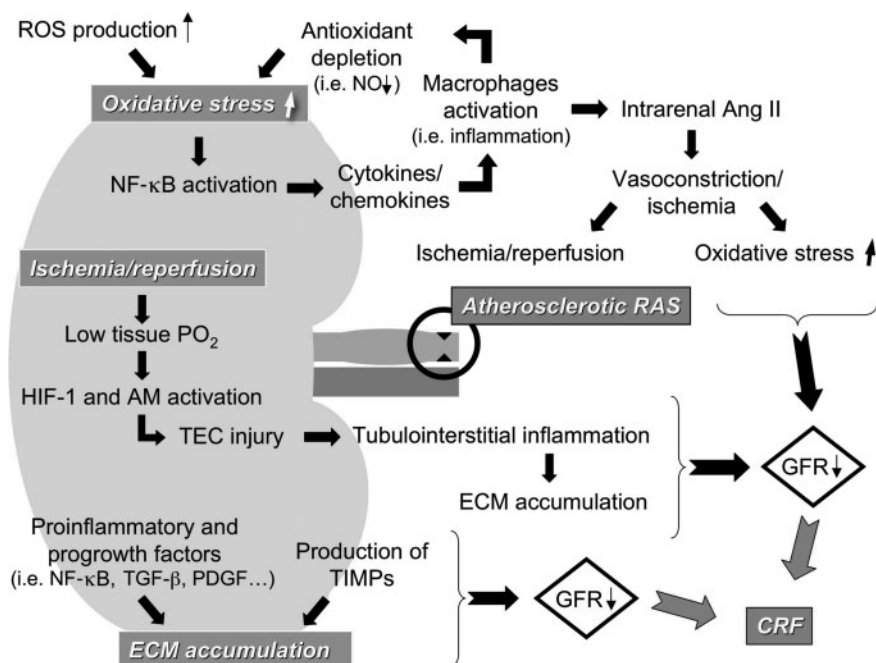 ROS production ↑
Antioxidant
depletion
(i.e. NO↓)
Oxidative stress ↑
Macrophages
activation
(i.e. inflammation)
Intrarenal Ang II
NF-κB activation
Cytokines/
chemokines
Vasoconstriction/
ischemia
Ischemia/reperfusion
Oxidative stress ↑
Ischemia/reperfusion
Atherosclerotic RAS
Low tissue PO₂
HIF-1 and AM activation
TEC injury
Tubulointerstitial inflammation
ECM accumulation
GFR↓
Proinflammatory and
progrowth factors
(i.e. NF-κB, TGF-β, PDGF…)
Production of
TIMPs
GFR↓
CRF
ECM accumulation